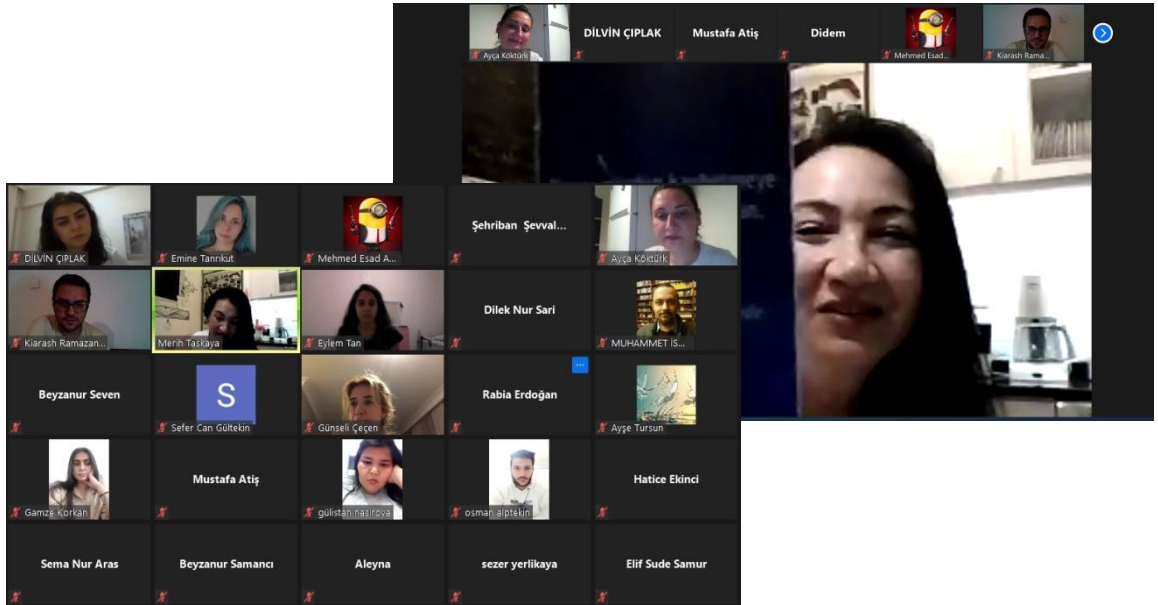 Ayça Köktürk
DİLVİN ÇIPLAK
Mustafa Atiş
Didem
Mehmed Esad...
Kiarash Rama...
DİLVİN ÇIPLAK
Emine Tanrıkut
Mehmed Esad A...
Şehriban Şevval...
Ayça Köktürk
Kiarash Ramazan...
Merih Taskaya
Eylem Tan
Dilek Nur Sari
MUHAMMET İS...
Beyzanur Seven
S
Sefer Can Gültekin
Günseli Çeçen
Rabia Erdoğan
Ayşe Tursun
Gamze Korkan
Mustafa Atiş
gülistan nasirova
osman alptekin
Hatice Ekinci
Sema Nur Aras
Beyzanur Samancı
Aleyna
sezer yerlikaya
Elif Sude Samur